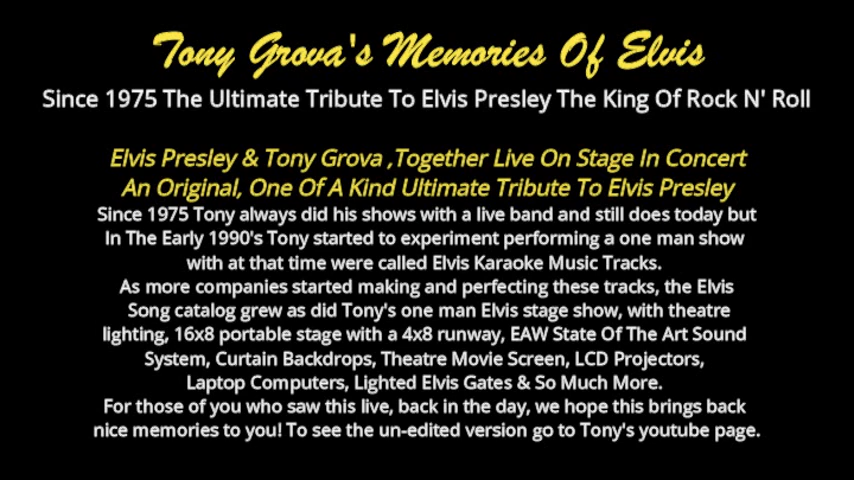 Tony Grova's Memories Of Elvis
Since 1975 The Ultimate Tribute To Elvis Presley The King Of Rock N' Roll
Elvis Presley & Tony Grova ,Together Live On Stage In Concert
An Original, One Of A Kind Ultimate Tribute To Elvis Presley
Since 1975 Tony always did his shows with a live band and still does today but
In The Early 1990's Tony started to experiment performing a one man show
with at that time were called Elvis Karaoke Music Tracks.
As more companies started making and perfecting these tracks, the Elvis
Song catalog grew as did Tony's one man Elvis stage show, with theatre
lighting, 16x8 portable stage with a 4x8 runway, EAW State Of The Art Sound
System, Curtain Backdrops, Theatre Movie Screen, LCD Projectors,
Laptop Computers, Lighted Elvis Gates & So Much More.
For those of you who saw this live, back in the day, we hope this brings back
nice memories to you! To see the un-edited version go to Tony's youtube page.